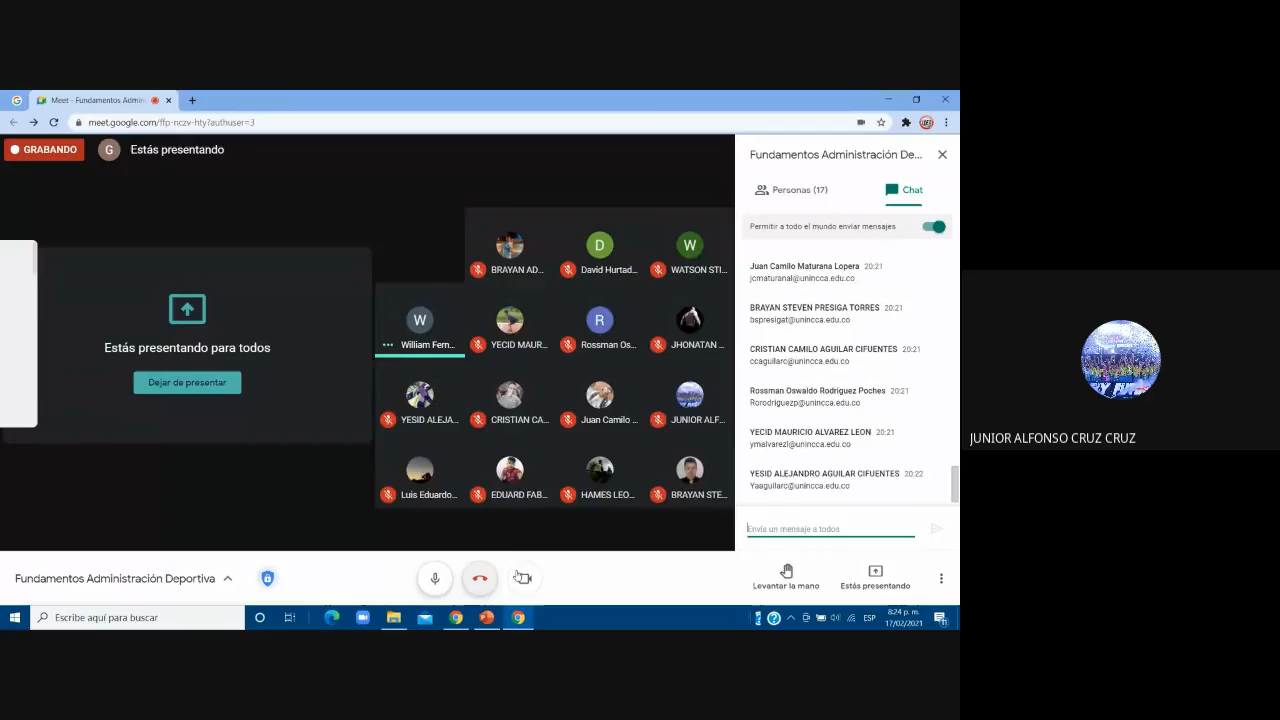 Meet - Fundamentos Admin
meet.google.com/ffp-nczv-hty?authuser=3
GRABANDO
G
Estás presentando
Fundamentos Administración De...
Personas (17)
Chat
Permitir a todo el mundo enviar mensajes
Juan Camilo Maturana Lopera 20:21
jcmaturanal@unincca.edu.co
BRAYAN STEVEN PRESIGA TORRES 20:21
bspresigat@unincca.edu.co
CRISTIAN CAMILO AGUILAR CIFUENTES 20:21
ccaguilarc@unincca.edu.co
Rossman Oswaldo Rodriguez Poches 20:21
Rorodriguezp@unincca.edu.co
YECID MAURICIO ALVAREZ LEON 20:21
ymalvarezl@unincca.edu.co
YESID ALEJANDRO AGUILAR CIFUENTES 20:22
Yaaguilarc@unincca.edu.co
Envía un mensaje a todos
Estás presentando para todos
Dejar de presentar
D
W
BRAYAN AD...
David Hurtad...
WATSON STI...
W
R
William Fern...
YECID MAUR...
Rossman Os...
JHONATAN ...
YESID ALEJA...
CRISTIAN CA...
Juan Camilo ...
JUNIOR ALF...
Luis Eduardo...
EDUARD FAB...
HAMES LEO...
BRAYAN STE...
JUNIOR ALFONSO CRUZ CRUZ
Fundamentos Administración Deportiva
Levantar la mano
Estás presentando
Escribe aquí para buscar
ESP
8:24 p. m.
17/02/2021